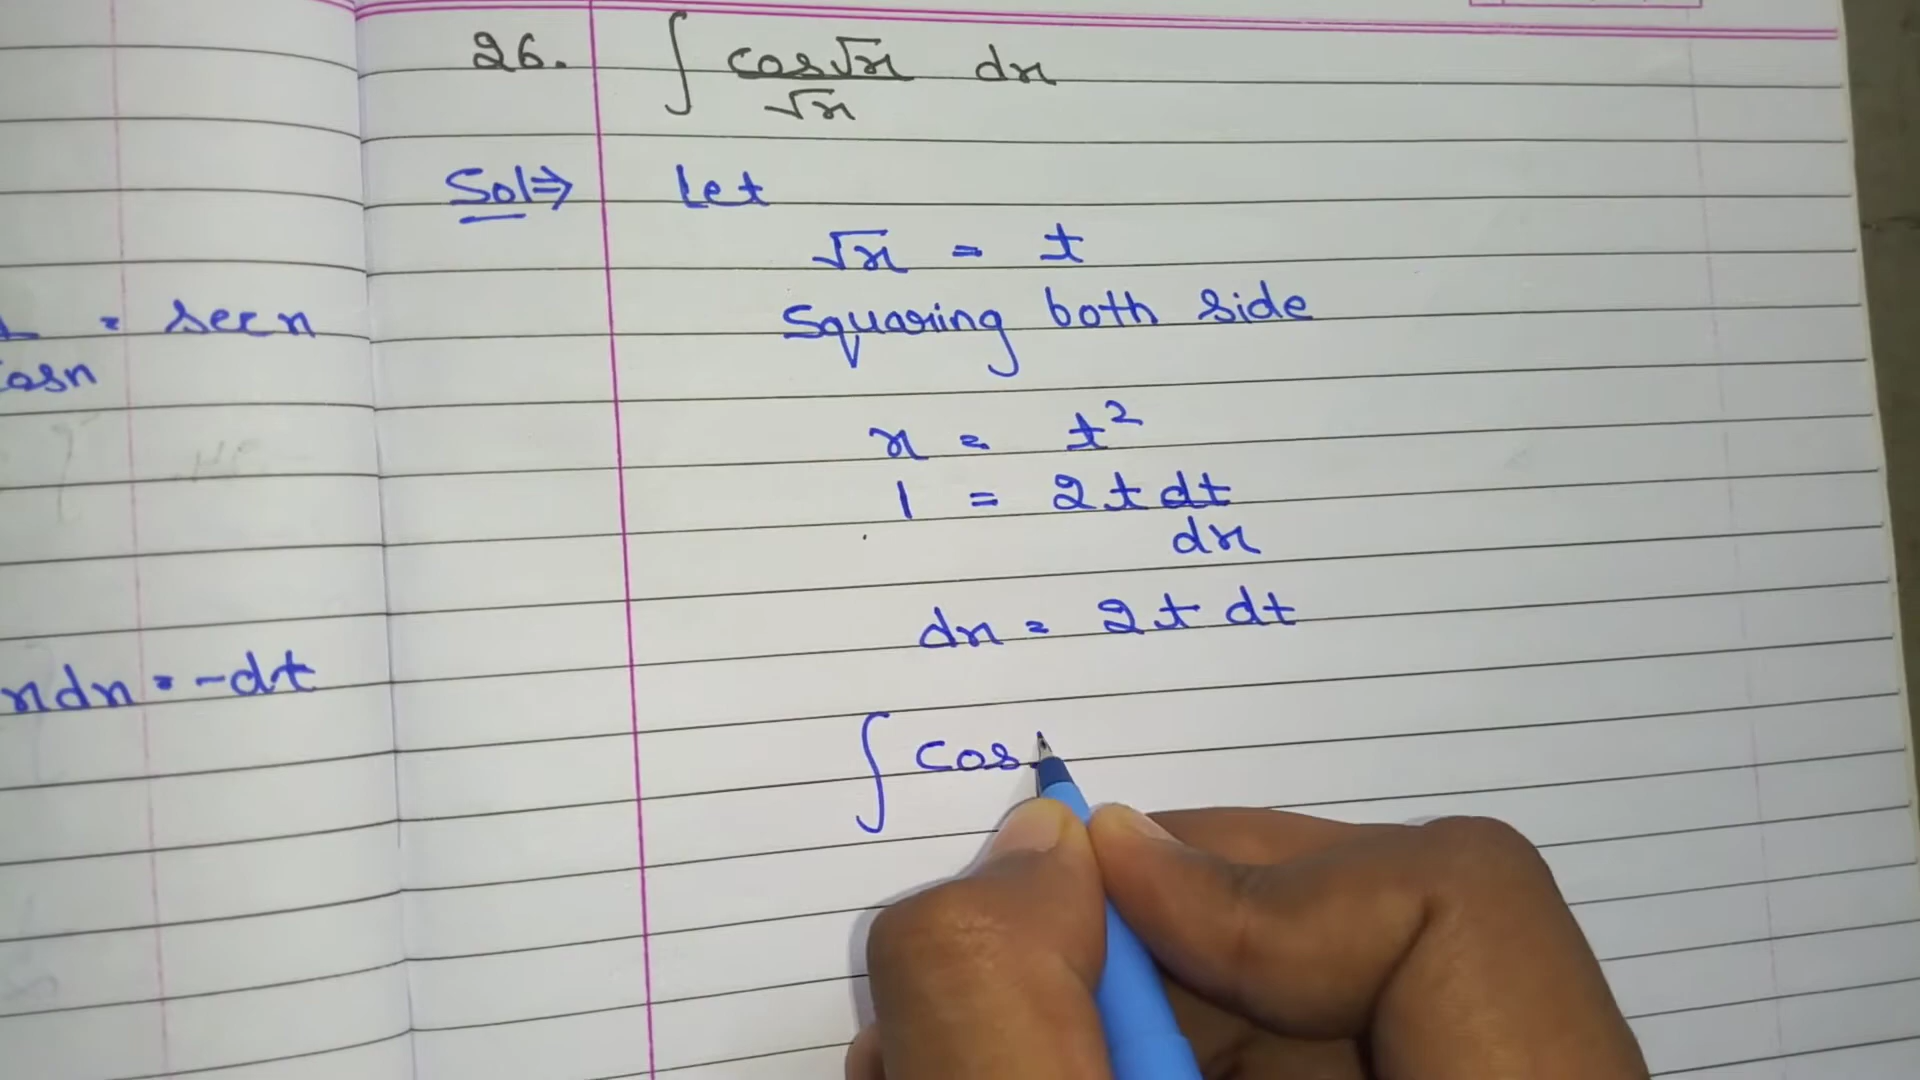 26. ∫ cos√x dx
√x
Sol⇒ Let
√x = t
Squaring both side
x = t²
1 = 2t dt
dx
dx = 2t dt
∫ cos
= secx
cosx
xdx = -dt